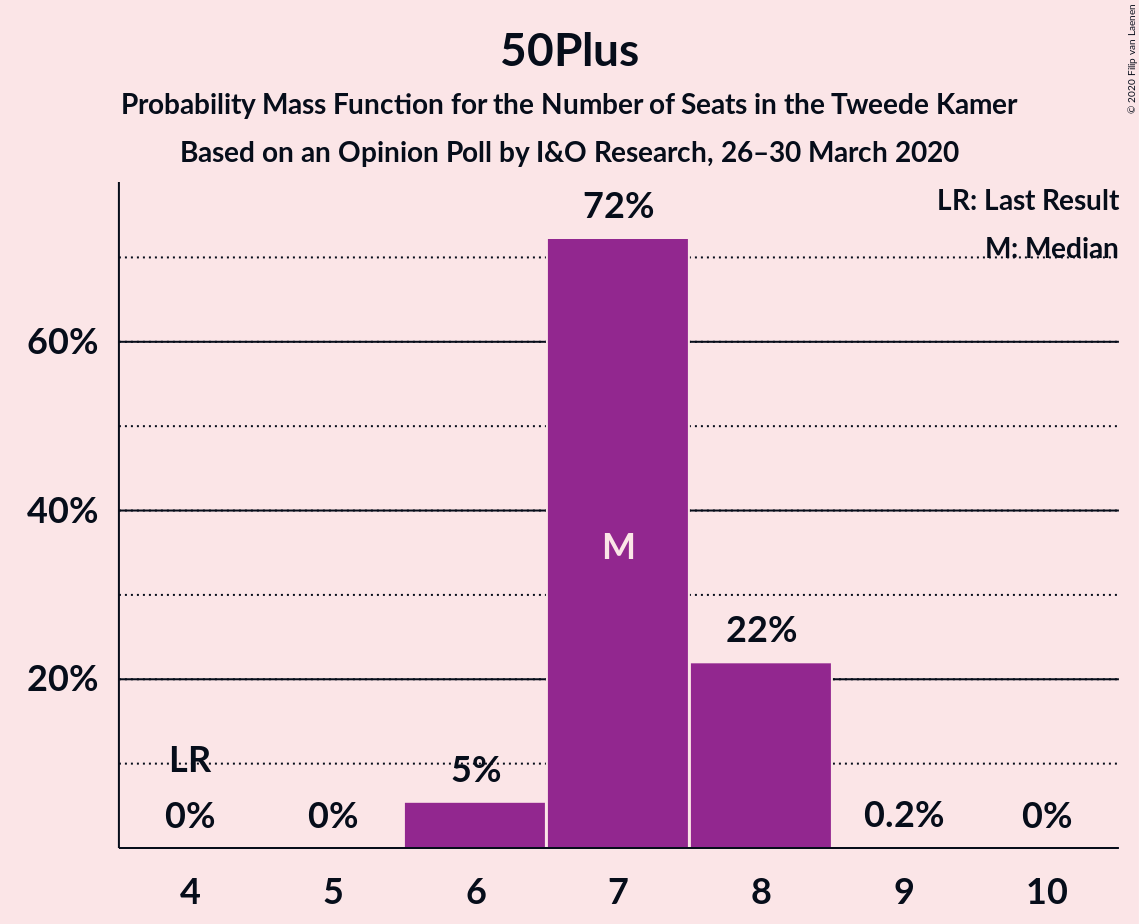 50Plus
Probability Mass Function for the Number of Seats in the Tweede Kamer
Based on an Opinion Poll by I&O Research, 26–30 March 2020
© 2020 Filip van Laenen
LR: Last Result
M: Median
72%
60%
40%
M
22%
20%
LR
5%
0%
0%
0.2%
0%
4
5
6
7
8
9
10